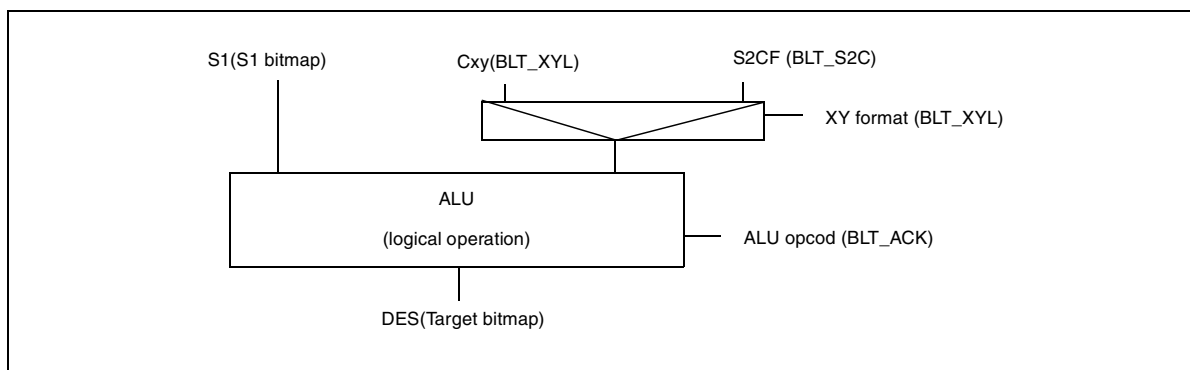 S1(S1 bitmap)
Cxy(BLT_XYL)
S2CF (BLT_S2C)
XY format (BLT_XYL)
ALU
(logical operation)
ALU opcod (BLT_ACK)
DES(Target bitmap)